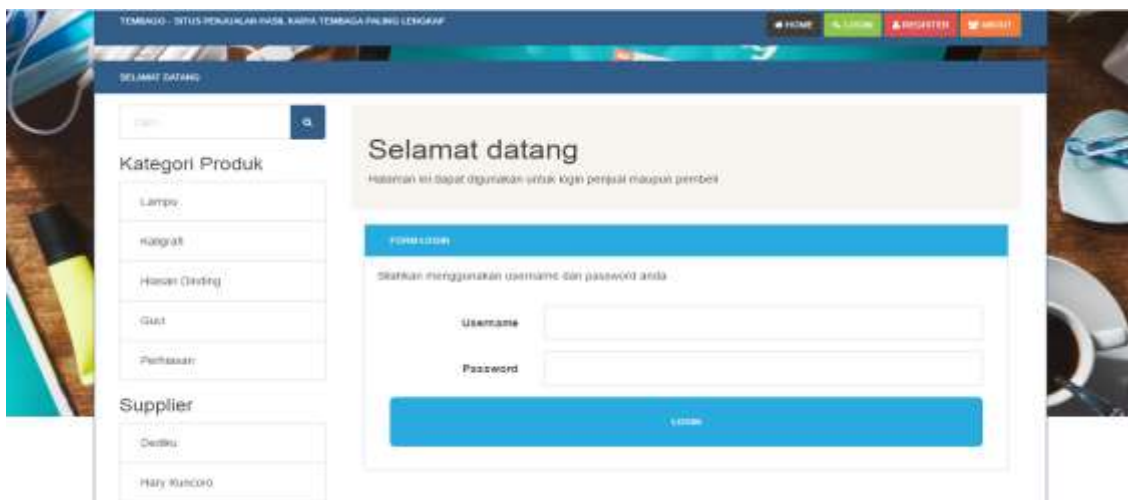 TEMBAGO - SITUS PENJUALAN HASIL KARYA TEMBAGA PALING LENGKAP
HOME LOGIN REGISTER ABOUT
SELAMAT DATANG
Kategori Produk
Lampu
Kaligrafi
Hiasan Dinding
Guci
Perhiasan
Supplier
Hary Kuncoro
Selamat datang
Halaman ini dapat digunakan untuk login penjual maupun pembeli
FORM LOGIN
Silahkan menggunakan username dan password anda
Username
Password
LOGIN